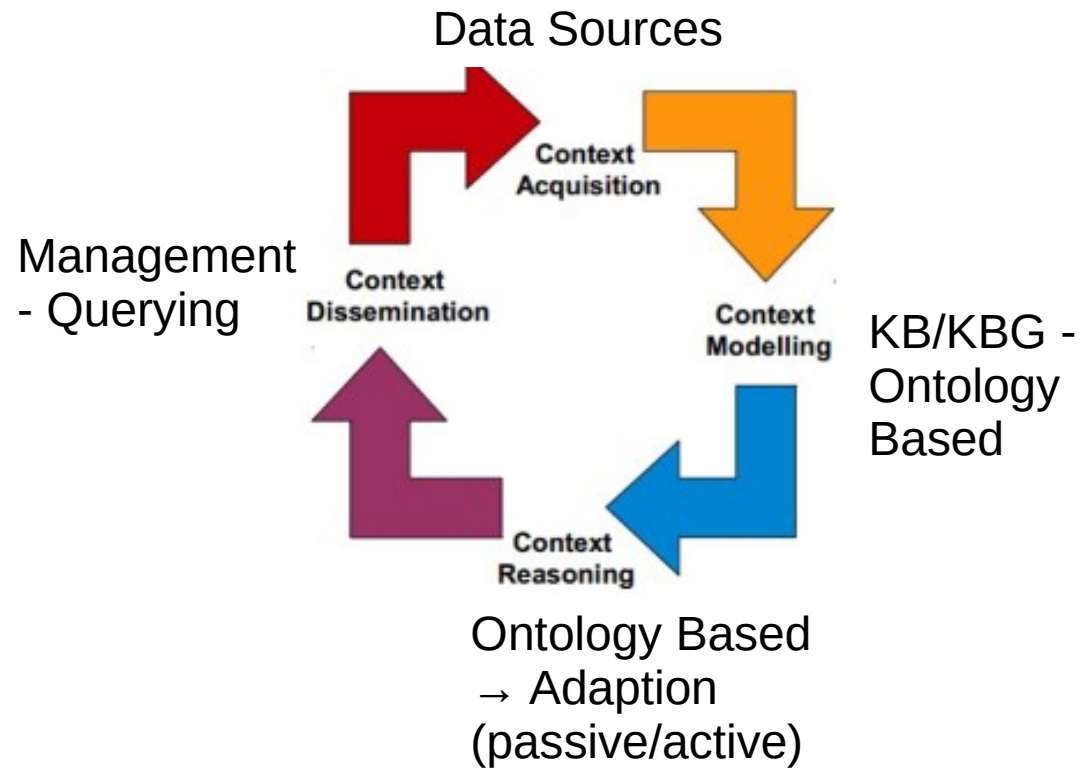 Data Sources
Context
Acquisition
Management
- Querying
Context
Dissemination
Context
Modelling
KB/KBG -
Ontology
Based
Context
Reasoning
Ontology Based
→ Adaption
(passive/active)